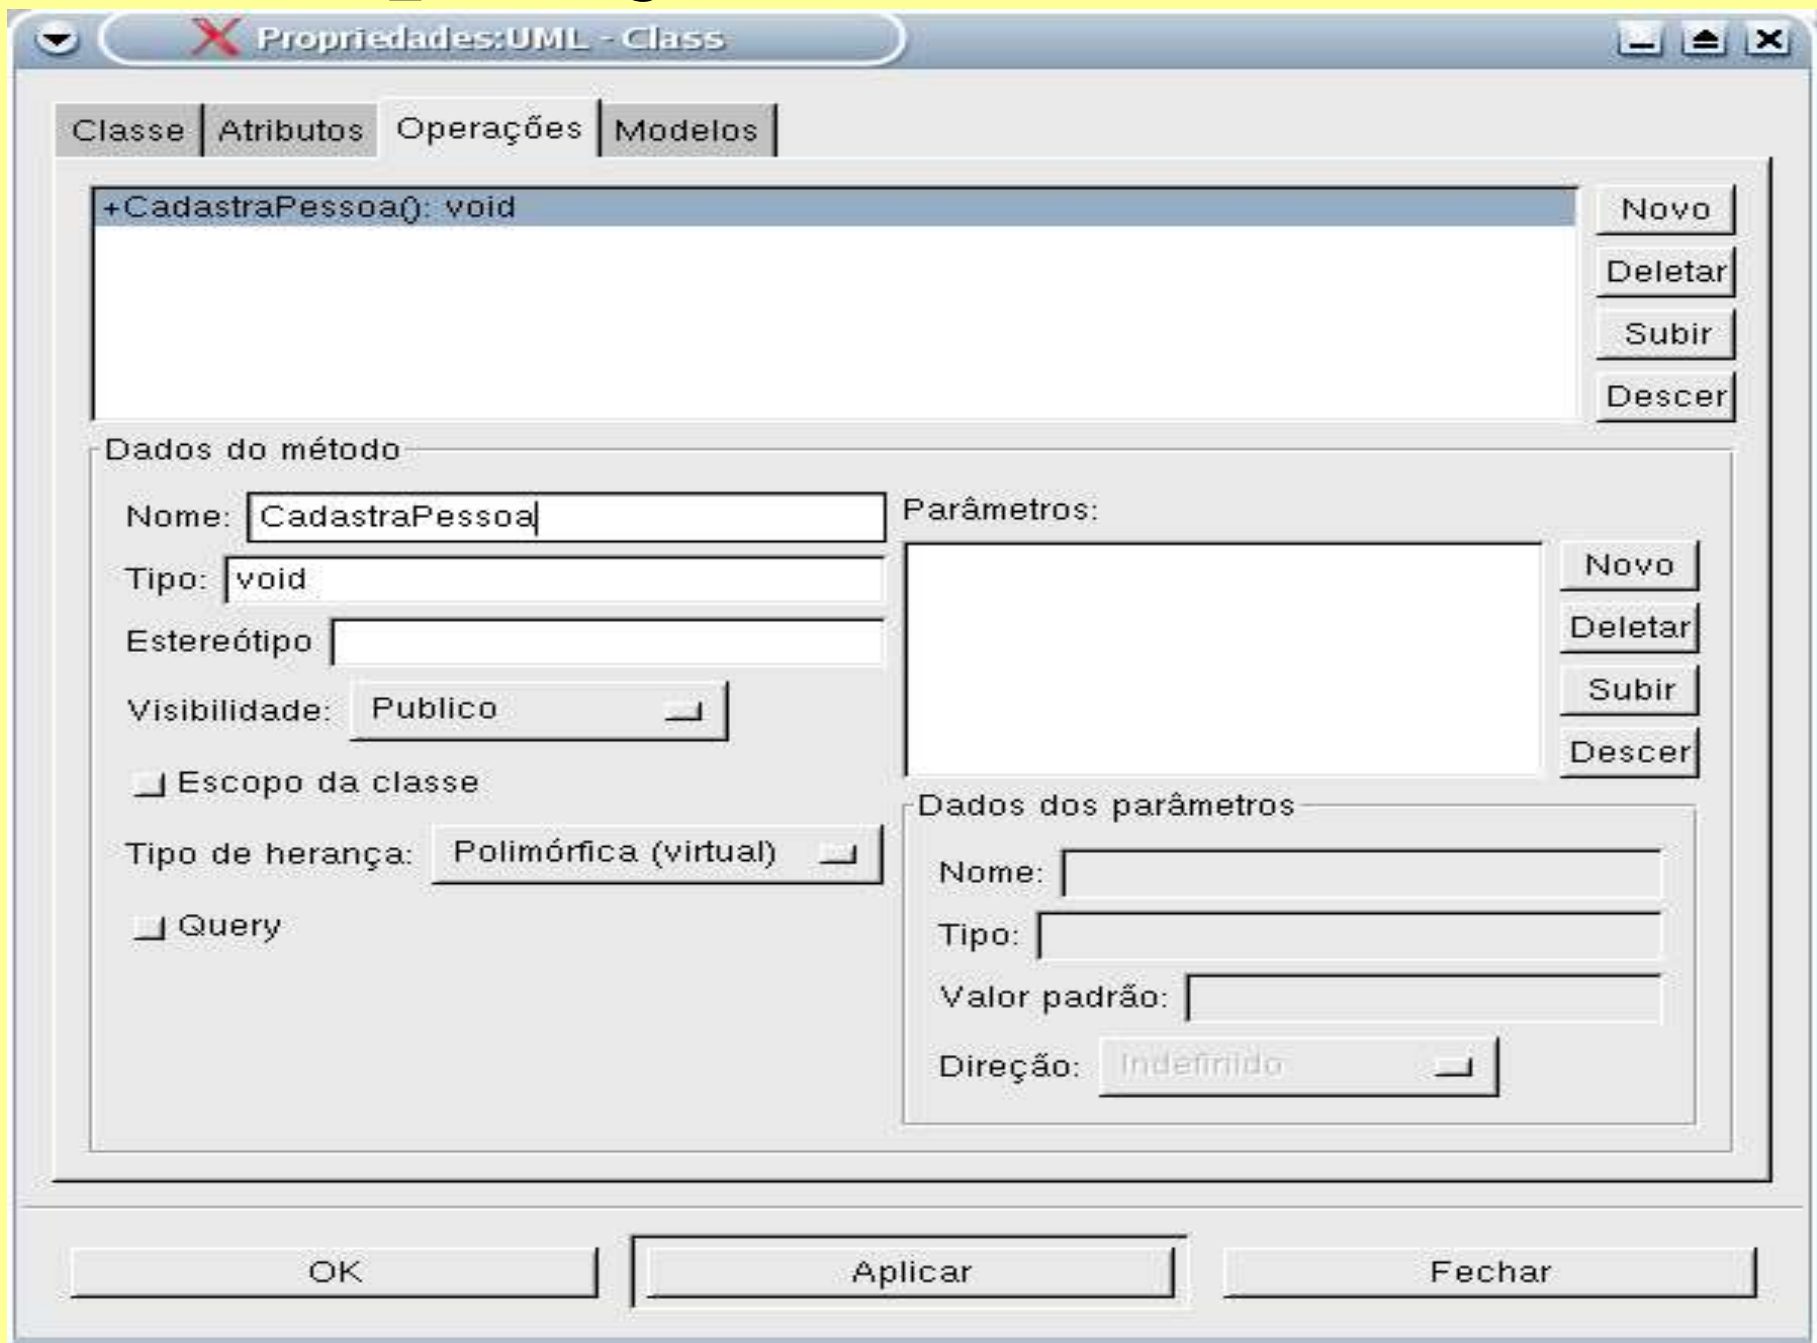 Propriedades:UML - Class
Classe Atributos Operações Modelos
+CadastraPessoa(): void
Novo
Deletar
Subir
Descer
Dados do método
Nome: CadastraPessoa
Tipo: void
Estereótipo
Visibilidade: Publico
Escopo da classe
Tipo de herança: Polimórfica (virtual)
Query
Parâmetros:
Novo
Deletar
Subir
Descer
Dados dos parâmetros
Nome:
Tipo:
Valor padrão:
Direção: Indefinido
OK Aplicar Fechar